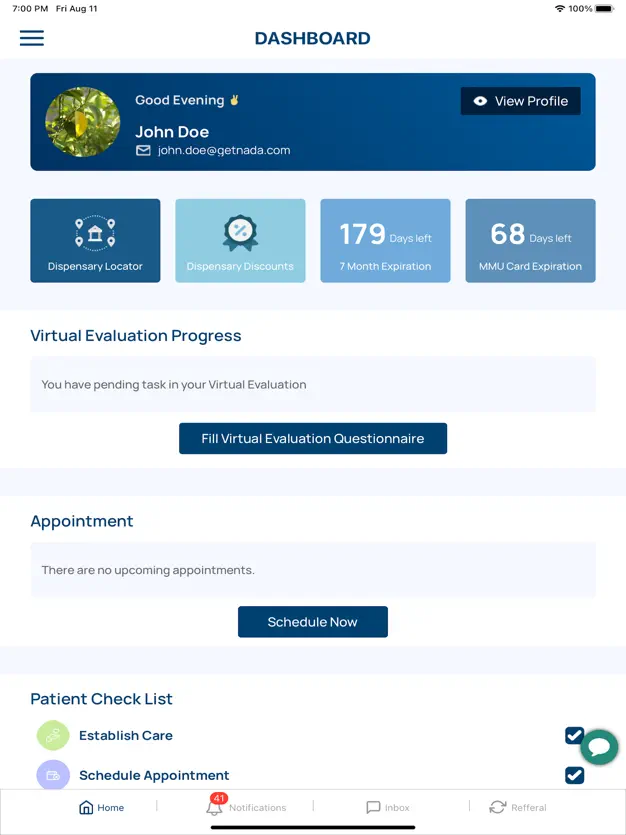 7:00 PM Fri Aug 11
100%
DASHBOARD
Good Evening ✌
View Profile
John Doe
john.doe@getnada.com
Dispensary Locator
Dispensary Discounts
179 Days left
7 Month Expiration
68 Days left
MMU Card Expiration
Virtual Evaluation Progress
You have pending task in your Virtual Evaluation
Fill Virtual Evaluation Questionnaire
Appointment
There are no upcoming appointments.
Schedule Now
Patient Check List
Establish Care
Schedule Appointment
Home
41
Notifications
Inbox
Refferal